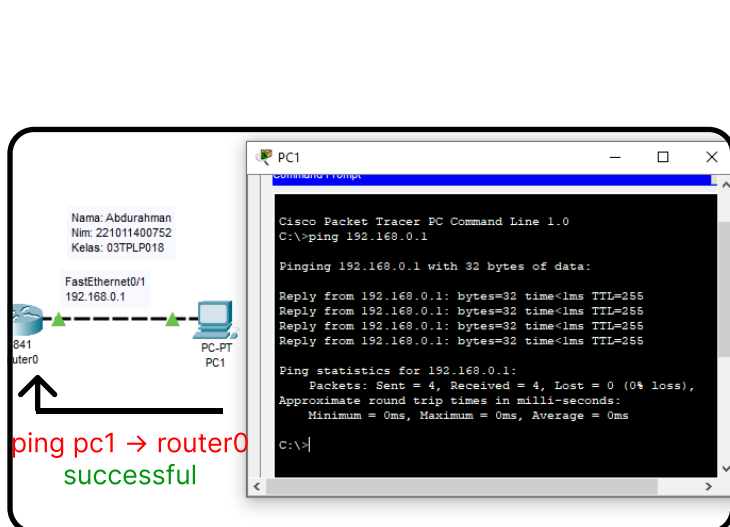 PC1
Command Prompt
Cisco Packet Tracer PC Command Line 1.0
C:\>ping 192.168.0.1
Pinging 192.168.0.1 with 32 bytes of data:
Reply from 192.168.0.1: bytes=32 time<1ms TTL=255
Reply from 192.168.0.1: bytes=32 time<1ms TTL=255
Reply from 192.168.0.1: bytes=32 time<1ms TTL=255
Reply from 192.168.0.1: bytes=32 time<1ms TTL=255
Ping statistics for 192.168.0.1:
Packets: Sent = 4, Received = 4, Lost = 0 (0% loss),
Approximate round trip times in milli-seconds:
Minimum = 0ms, Maximum = 0ms, Average = 0ms
C:\>
Nama: Abdurahman
Nim: 221011400752
Kelas: 03TPLP018
FastEthernet0/1
192.168.0.1
841
uter0
PC-PT
PC1
ping pc1 → router0
successful